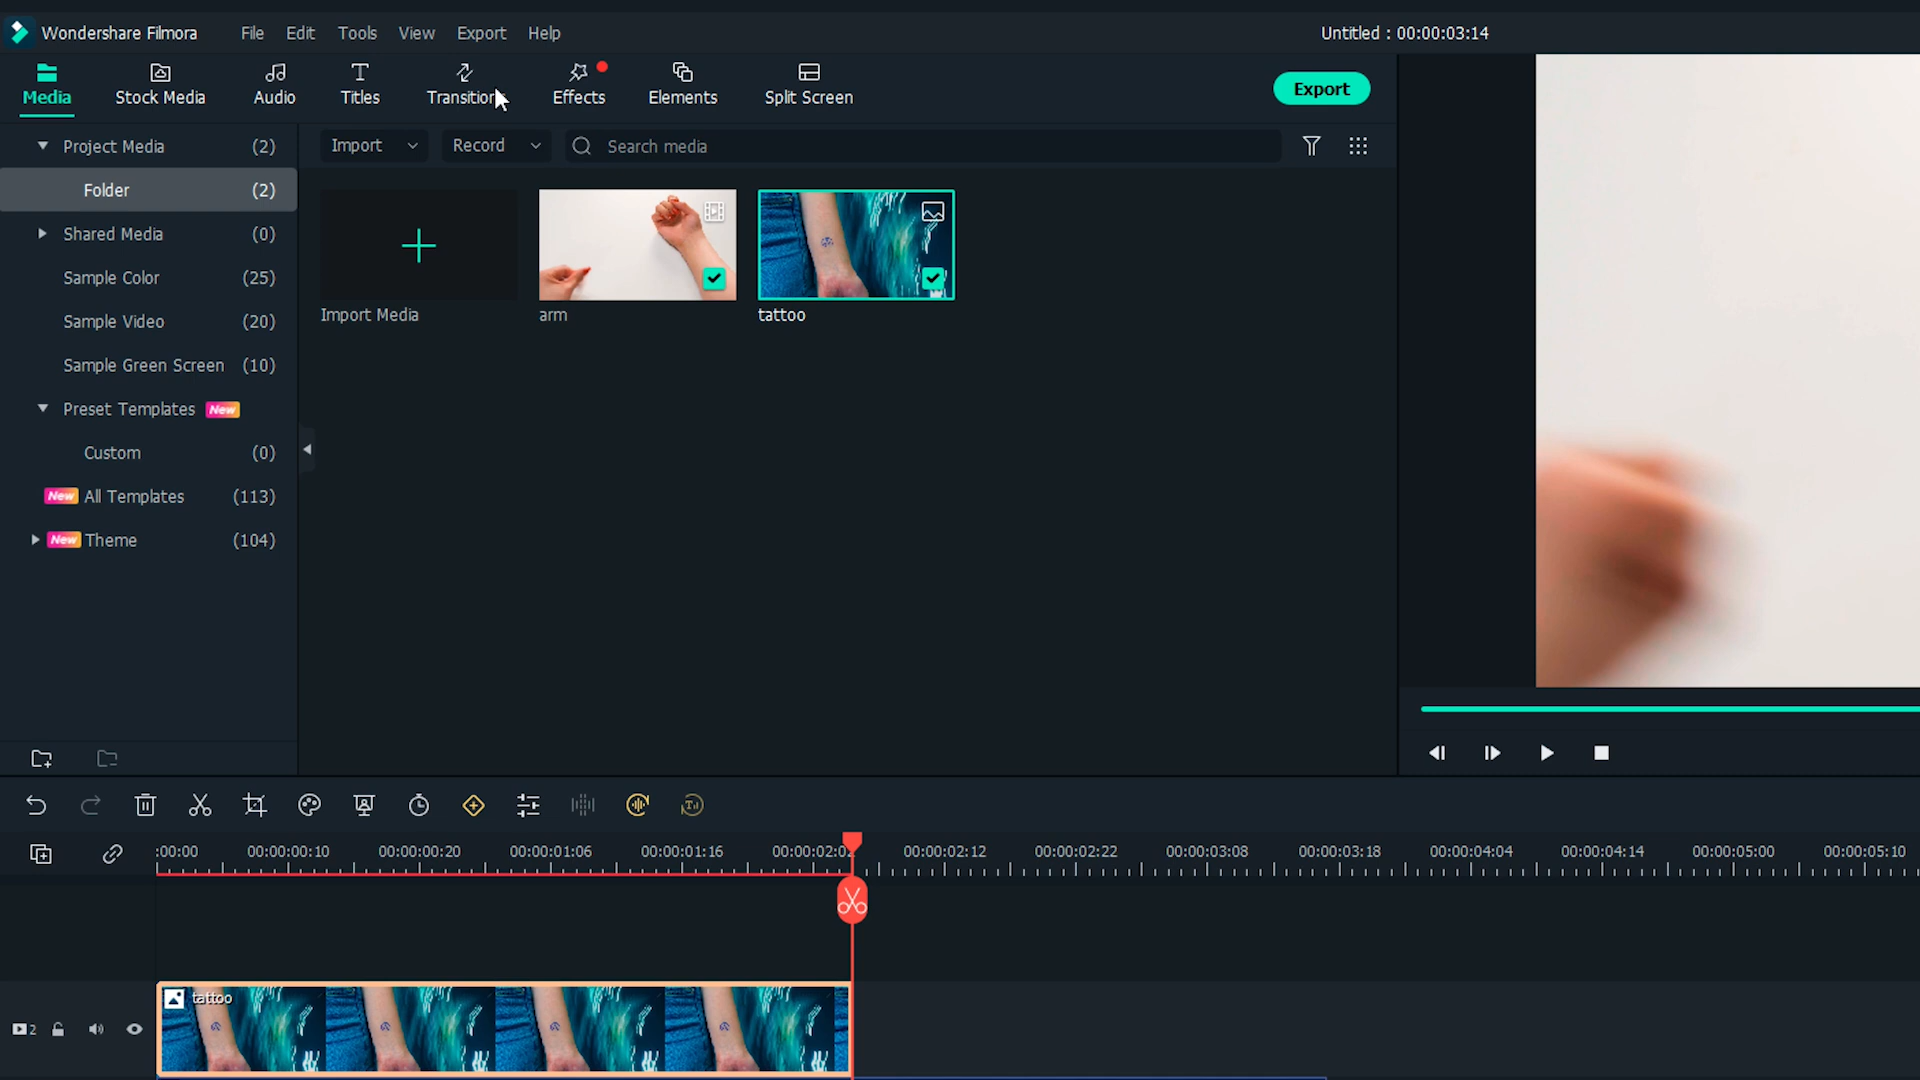 Wondershare Filmora File Edit Tools View Export Help Untitled : 00:00:03:14
Media Stock Media Audio Titles Transitions Effects Elements Split Screen Export
Project Media (2) Import Record Search media
Folder (2)
Shared Media (0)
Sample Color (25)
Import Media arm tattoo
Sample Video (20)
Sample Green Screen (10)
Preset Templates New
Custom (0)
New All Templates (113)
New Theme (104)
:00:00 00:00:00:10 00:00:00:20 00:00:01:06 00:00:01:16 00:00:02:02 00:00:02:12 00:00:02:22 00:00:03:08 00:00:03:18 00:00:04:04 00:00:04:14 00:00:05:00 00:00:05:10
tattoo
2